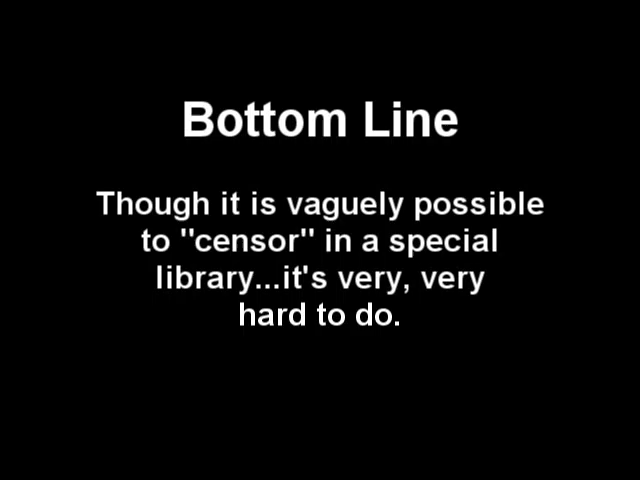 Bottom Line
Though it is vaguely possible
to "censor" in a special
library...it's very, very
hard to do.